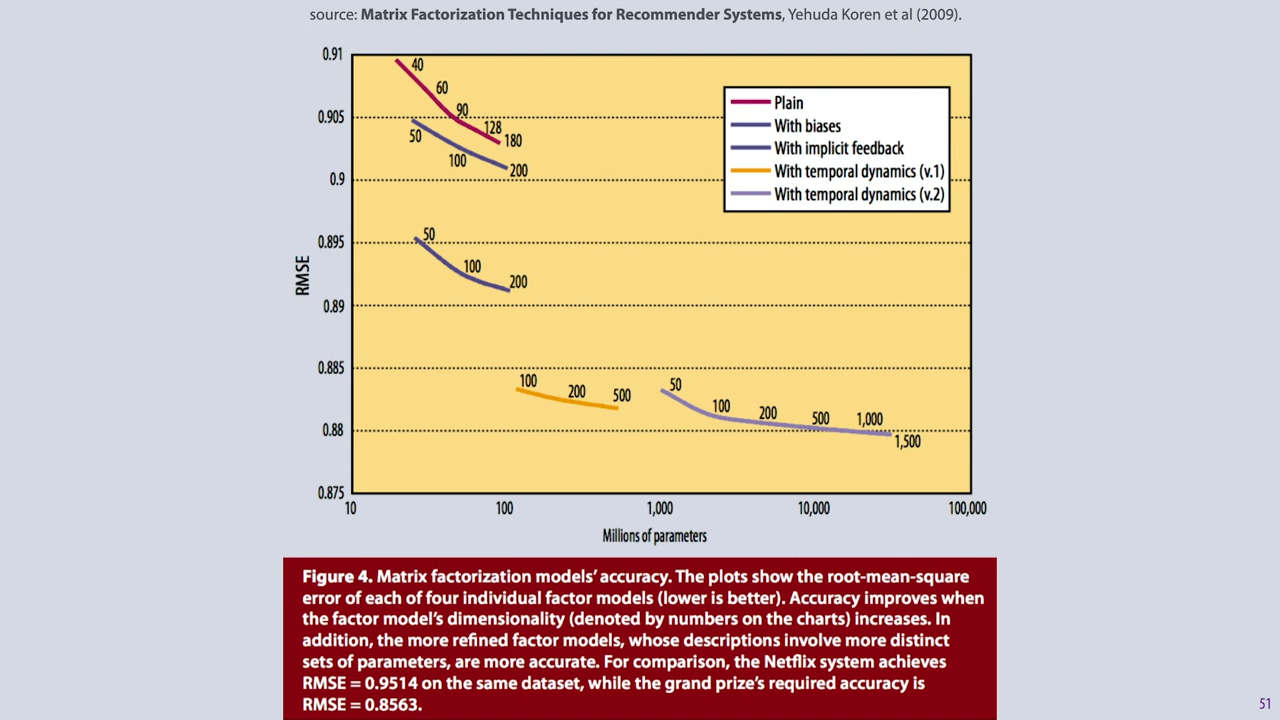 source: Matrix Factorization Techniques for Recommender Systems, Yehuda Koren et al (2009).
0.91
0.905
0.9
0.895
0.89
0.885
0.88
0.875
RMSE
40
60
90
128
180
50
100
200
50
100
200
100
200
500
50
100
200
500
1,000
1,500
Plain
With biases
With implicit feedback
With temporal dynamics (v.1)
With temporal dynamics (v.2)
10
100
1,000
10,000
100,000
Millions of parameters
Figure 4. Matrix factorization models’ accuracy. The plots show the root-mean-square
error of each of four individual factor models (lower is better). Accuracy improves when
the factor model’s dimensionality (denoted by numbers on the charts) increases. In
addition, the more refined factor models, whose descriptions involve more distinct
sets of parameters, are more accurate. For comparison, the Netflix system achieves
RMSE = 0.9514 on the same dataset, while the grand prize’s required accuracy is
RMSE = 0.8563.
51